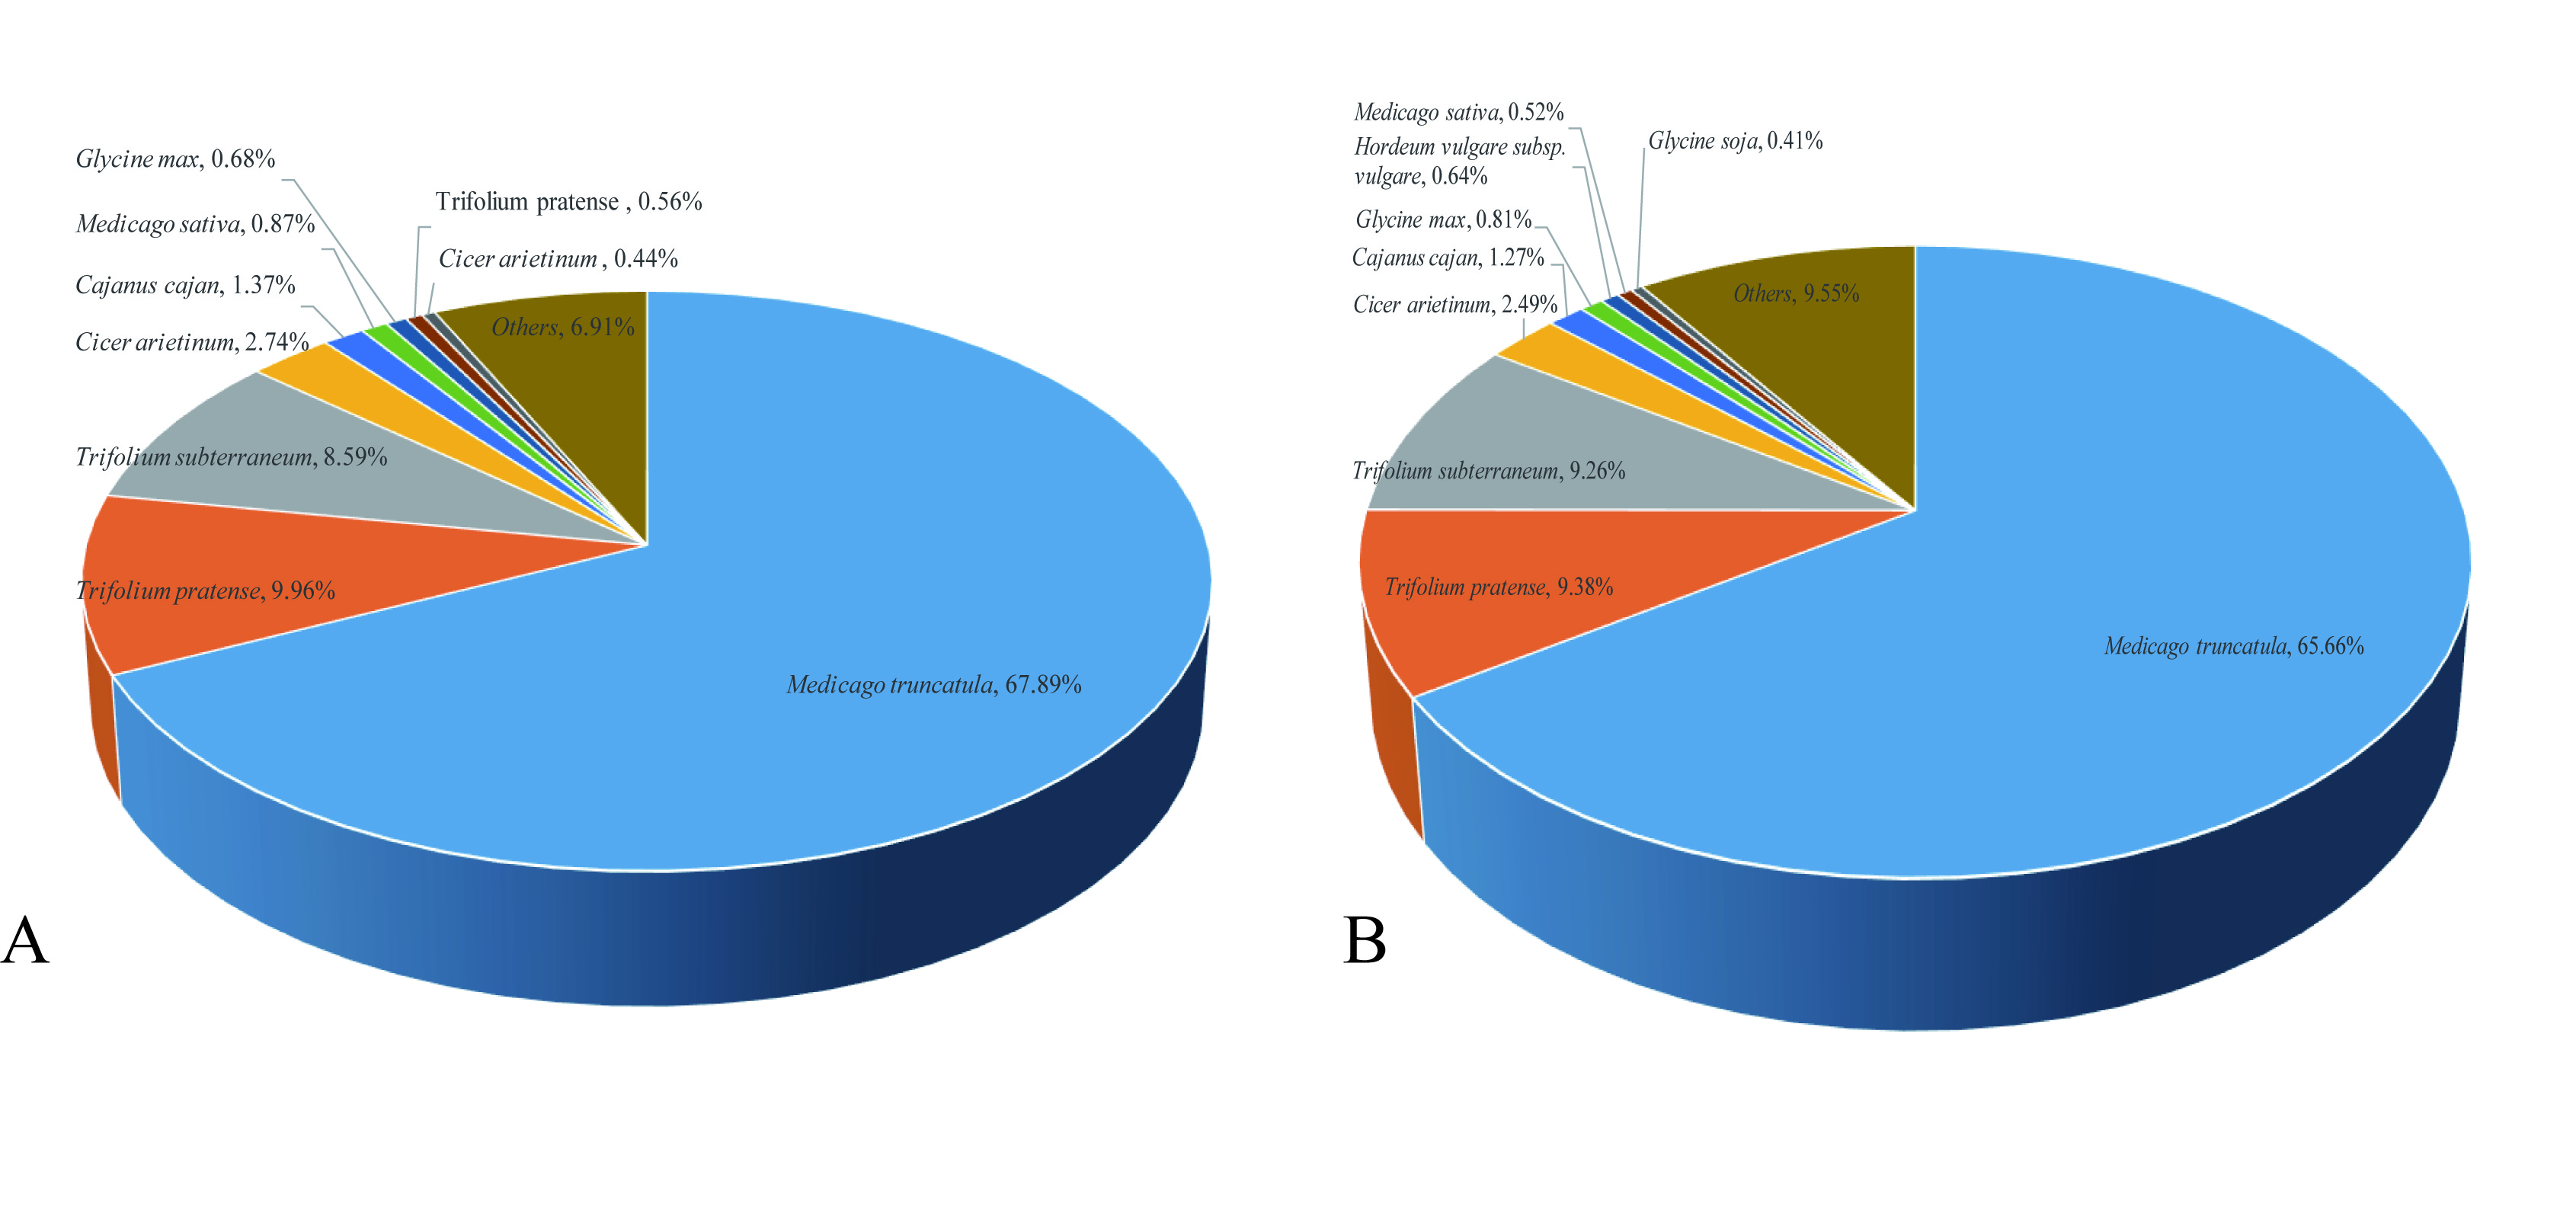 Glycine max, 0.68%
Trifolium pratense , 0.56%
Medicago sativa, 0.87%
Cicer arietinum , 0.44%
Cajanus cajan, 1.37%
Others, 6.91%
Cicer arietinum, 2.74%
Trifolium subterraneum, 8.59%
Trifolium pratense, 9.96%
Medicago truncatula, 67.89%
A
Medicago sativa, 0.52%
Glycine soja, 0.41%
Hordeum vulgare subsp.
vulgare, 0.64%
Glycine max, 0.81%
Cajanus cajan, 1.27%
Others, 9.55%
Cicer arietinum, 2.49%
Trifolium subterraneum, 9.26%
Trifolium pratense, 9.38%
Medicago truncatula, 65.66%
B